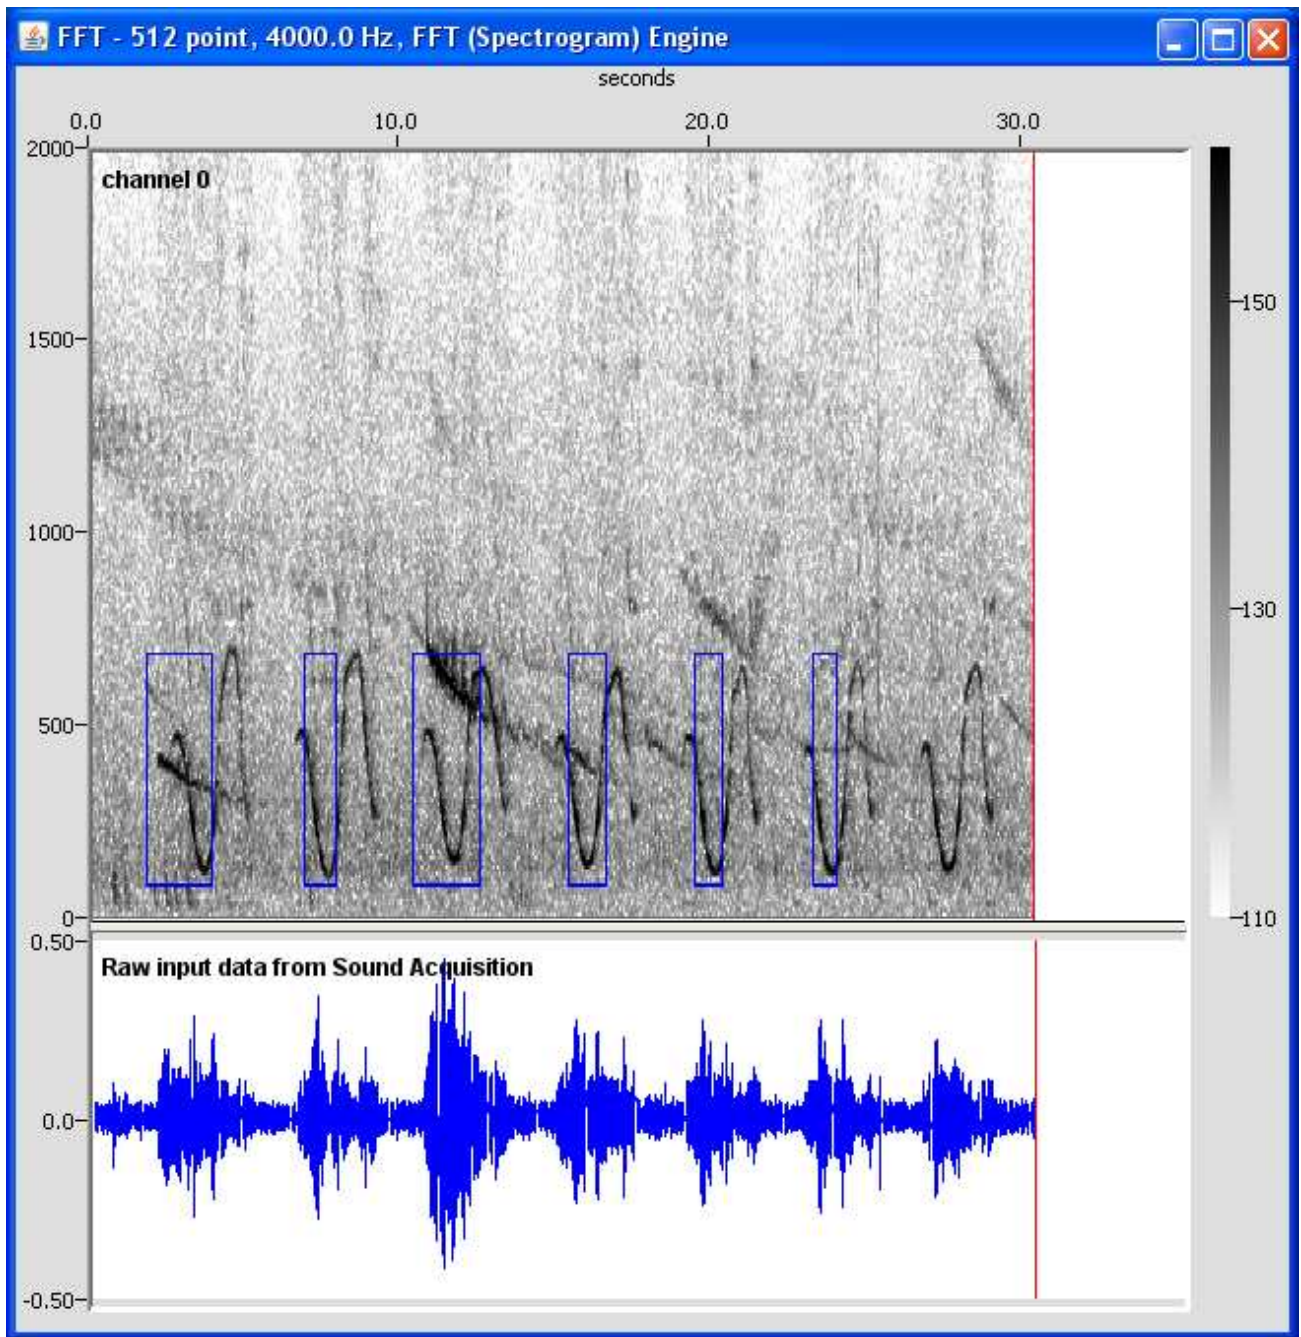 FFT - 512 point, 4000.0 Hz, FFT (Spectrogram) Engine
seconds
0.0 10.0 20.0 30.0
2000
channel 0
150
1500
1000
130
500
0
110
0.50
Raw input data from Sound Acquisition
0.0
-0.50